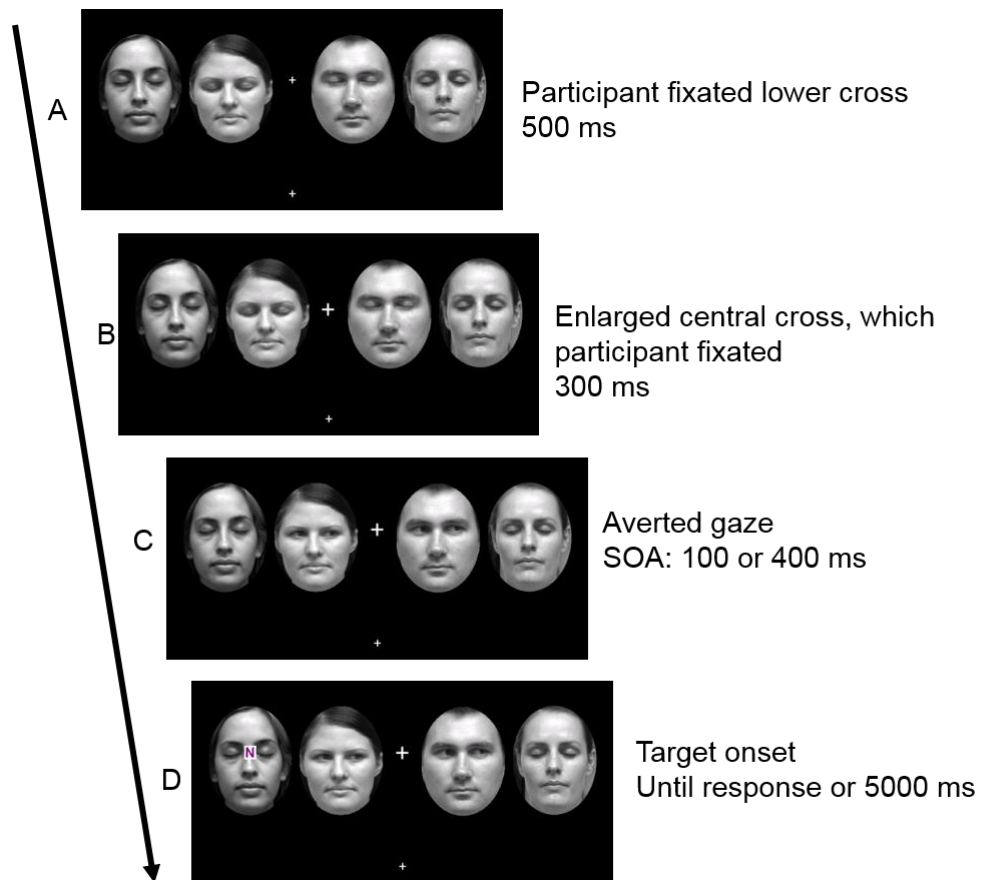 A
Participant fixated lower cross
500 ms
B
Enlarged central cross, which
participant fixated
300 ms
C
Averted gaze
SOA: 100 or 400 ms
N
D
Target onset
Until response or 5000 ms